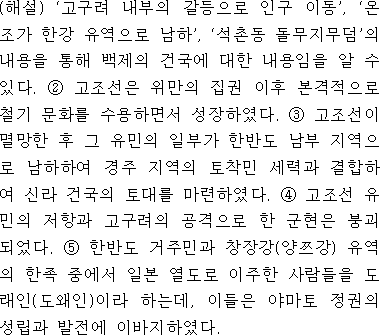 (해설) ‘고구려 내부의 갈등으로 인구 이동’, ‘온
조가 한강 유역으로 남하’, ‘석촌동 돌무지무덤’의
내용을 통해 백제의 건국에 대한 내용임을 알 수
있다. ② 고조선은 위만의 집권 이후 본격적으로
철기 문화를 수용하면서 성장하였다. ③ 고조선이
멸망한 후 그 유민의 일부가 한반도 남부 지역으
로 남하하여 경주 지역의 토착민 세력과 결합하
여 신라 건국의 토대를 마련하였다. ④ 고조선 유
민의 저항과 고구려의 공격으로 한 군현은 붕괴
되었다. ⑤ 한반도 거주민과 창장강(양쯔강) 유역
의 한족 중에서 일본 열도로 이주한 사람들을 도
래인(도왜인)이라 하는데, 이들은 야마토 정권의
성립과 발전에 이바지하였다.